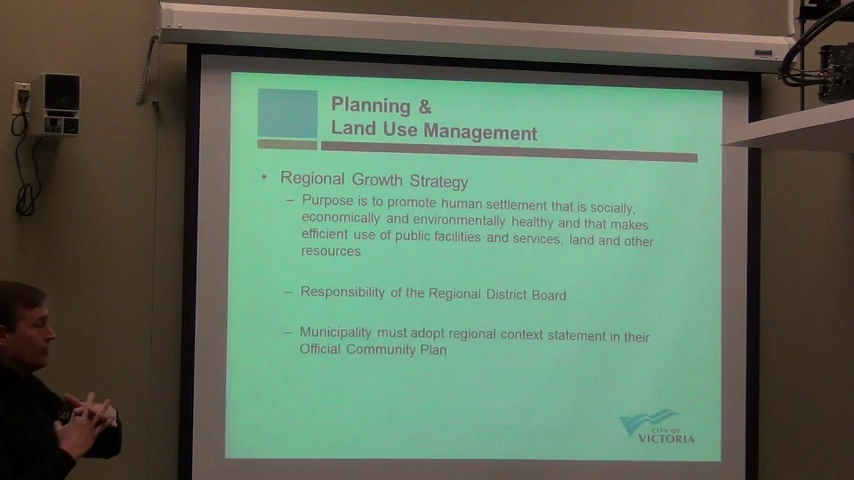 Planning &
Land Use Management
• Regional Growth Strategy
– Purpose is to promote human settlement that is socially,
economically and environmentally healthy and that makes
efficient use of public facilities and services, land and other
resources
– Responsibility of the Regional District Board
– Municipality must adopt regional context statement in their
Official Community Plan
CITY OF
VICTORIA